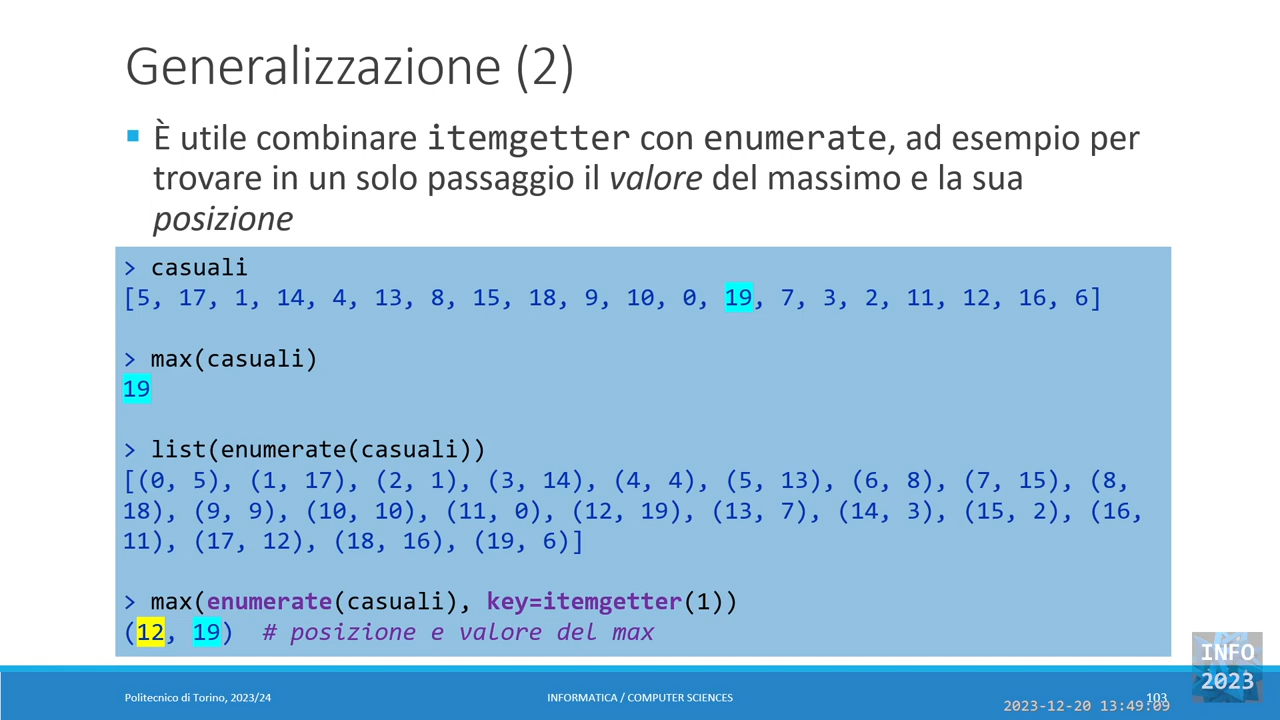 Generalizzazione (2)
È utile combinare itemgetter con enumerate, ad esempio per
trovare in un solo passaggio il valore del massimo e la sua
posizione
> casuali
[5, 17, 1, 14, 4, 13, 8, 15, 18, 9, 10, 0, 19, 7, 3, 2, 11, 12, 16, 6]
> max(casuali)
19
> list(enumerate(casuali))
[(0, 5), (1, 17), (2, 1), (3, 14), (4, 4), (5, 13), (6, 8), (7, 15), (8,
18), (9, 9), (10, 10), (11, 0), (12, 19), (13, 7), (14, 3), (15, 2), (16,
11), (17, 12), (18, 16), (19, 6)]
> max(enumerate(casuali), key=itemgetter(1))
(12, 19) # posizione e valore del max
Politecnico di Torino, 2023/24
INFORMATICA / COMPUTER SCIENCES
103
2023-12-20 13:49:09
INFO
2023